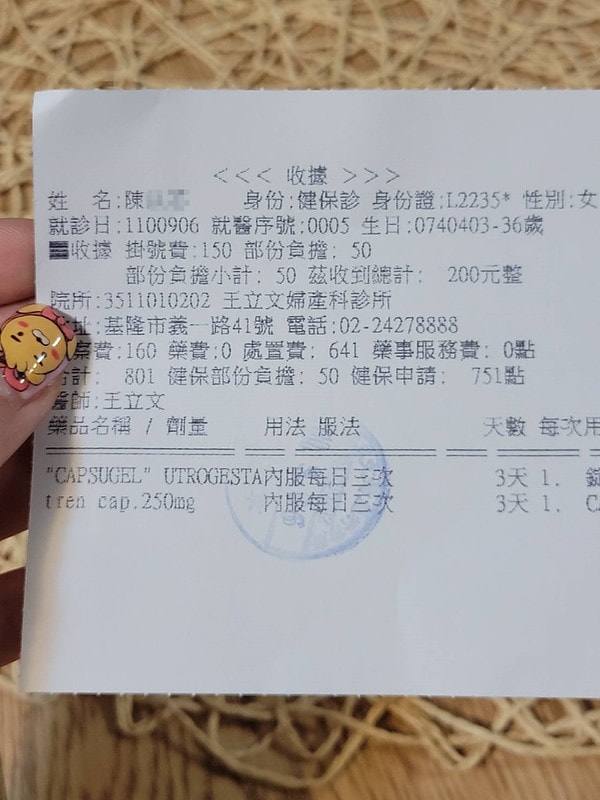 <<< 收據 >>>
姓 名:陳 身份:健保診 身份證:L2235* 性別:女
就診日:1100906 就醫序號:0005 生日:0740403-36歲
收據 掛號費:150 部份負擔: 50
部份負擔小計: 50 茲收到總計: 200元整
院所:3511010202 王立文婦產科診所
址:基隆市義一路41號 電話:02-24278888
費:160 藥費:0 處置費: 641 藥事服務費: 0點
計: 801 健保部份負擔: 50 健保申請: 751點
醫師:王立文
藥品名稱 / 劑量 用法 服法 天數 每次用
"CAPSUGEL" UTROGESTA內服每日三次 3天 1.
tren cap.250mg 內服每日三次 3天 1. C